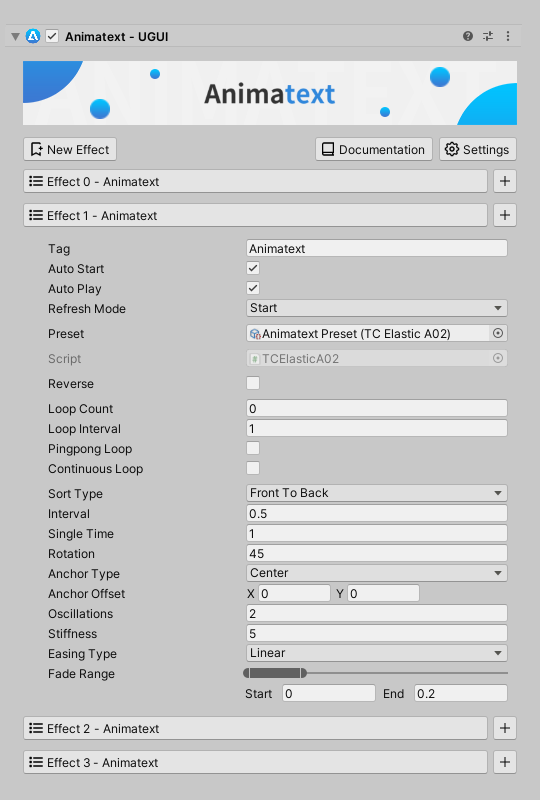 Animatext - UGUI
Animatext
New Effect Documentation Settings
Effect 0 - Animatext
Effect 1 - Animatext
Tag Animatext
Auto Start
Auto Play
Refresh Mode Start
Preset Animatext Preset (TC Elastic A02)
Script TCElasticA02
Reverse
Loop Count 0
Loop Interval 1
Pingpong Loop
Continuous Loop
Sort Type Front To Back
Interval 0.5
Single Time 1
Rotation 45
Anchor Type Center
Anchor Offset X 0 Y 0
Oscillations 2
Stiffness 5
Easing Type Linear
Fade Range
Start 0 End 0.2
Effect 2 - Animatext
Effect 3 - Animatext